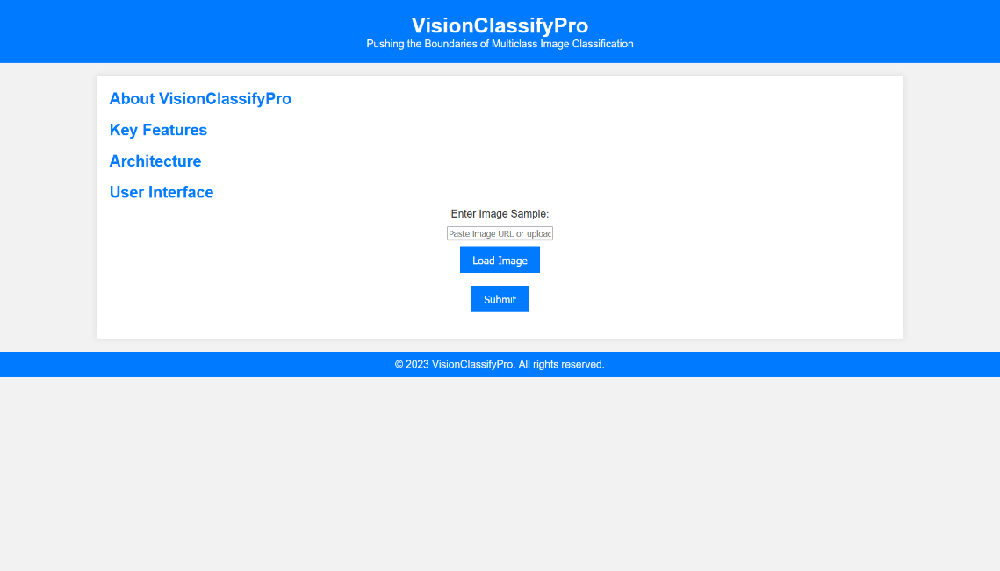 VisionClassifyPro
Pushing the Boundaries of Multiclass Image Classification
About VisionClassifyPro
Key Features
Architecture
User Interface
Enter Image Sample:
Paste image URL or upload
Load Image
Submit
© 2023 VisionClassifyPro. All rights reserved.